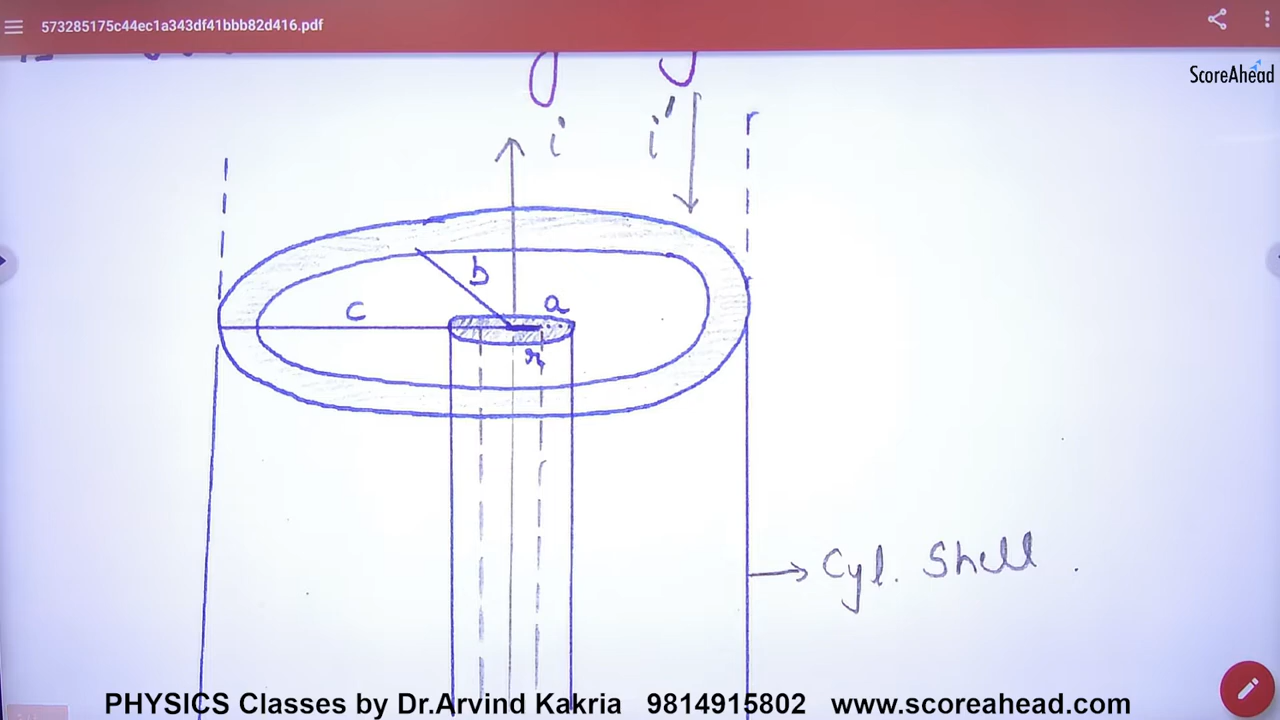 573285175c44ec1a343df41bbb82d416.pdf
ScoreAhead
i
i'
r
b
c
a
r
Cyl. Shell.
PHYSICS Classes by Dr.Arvind Kakria 9814915802 www.scoreahead.com